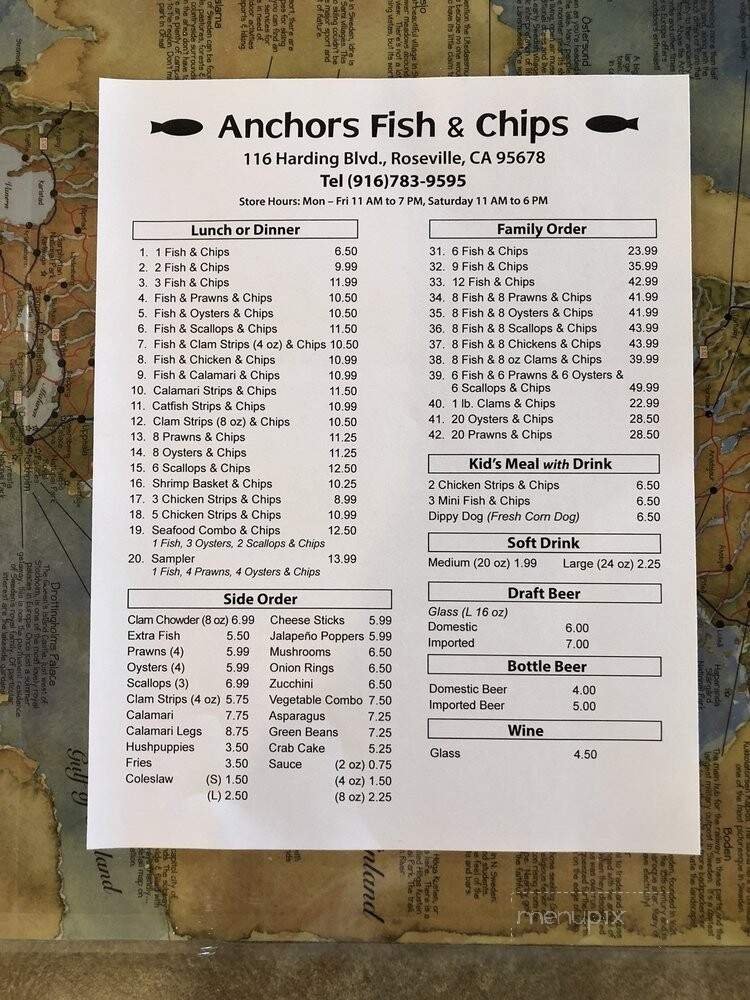 Anchors Fish & Chips
116 Harding Blvd., Roseville, CA 95678
Tel (916)783-9595
Store Hours: Mon – Fri 11 AM to 7 PM, Saturday 11 AM to 6 PM
Lunch or Dinner
1. 1 Fish & Chips 6.50
2. 2 Fish & Chips 9.99
3. 3 Fish & Chips 11.99
4. Fish & Prawns & Chips 10.50
5. Fish & Oysters & Chips 10.50
6. Fish & Scallops & Chips 11.50
7. Fish & Clam Strips (4 oz) & Chips 10.50
8. Fish & Chicken & Chips 10.99
9. Fish & Calamari & Chips 10.99
10. Calamari Strips & Chips 11.50
11. Catfish Strips & Chips 10.99
12. Clam Strips (8 oz) & Chips 10.50
13. 8 Prawns & Chips 11.25
14. 8 Oysters & Chips 11.25
15. 6 Scallops & Chips 12.50
16. Shrimp Basket & Chips 10.25
17. 3 Chicken Strips & Chips 8.99
18. 5 Chicken Strips & Chips 10.99
19. Seafood Combo & Chips 12.50
1 Fish, 3 Oysters, 2 Scallops & Chips
20. Sampler 13.99
1 Fish, 4 Prawns, 4 Oysters & Chips
Side Order
Clam Chowder (8 oz) 6.99
Extra Fish 5.50
Prawns (4) 5.99
Oysters (4) 5.99
Scallops (3) 6.99
Clam Strips (4 oz) 5.75
Calamari 7.75
Calamari Legs 8.75
Hushpuppies 3.50
Fries 3.50
Coleslaw (S) 1.50
(L) 2.50
Cheese Sticks 5.99
Jalapeño Poppers 5.99
Mushrooms 6.50
Onion Rings 6.50
Zucchini 6.50
Vegetable Combo 7.50
Asparagus 7.25
Green Beans 7.25
Crab Cake 5.25
Sauce (2 oz) 0.75
(4 oz) 1.50
(8 oz) 2.25
Family Order
31. 6 Fish & Chips 23.99
32. 9 Fish & Chips 35.99
33. 12 Fish & Chips 42.99
34. 8 Fish & 8 Prawns & Chips 41.99
35. 8 Fish & 8 Oysters & Chips 41.99
36. 8 Fish & 8 Scallops & Chips 43.99
37. 8 Fish & 8 Chickens & Chips 43.99
38. 8 Fish & 8 oz Clams & Chips 39.99
39. 6 Fish & 6 Prawns & 6 Oysters &
6 Scallops & Chips 49.99
40. 1 lb. Clams & Chips 22.99
41. 20 Oysters & Chips 28.50
42. 20 Prawns & Chips 28.50
Kid's Meal with Drink
2 Chicken Strips & Chips 6.50
3 Mini Fish & Chips 6.50
Dippy Dog (Fresh Corn Dog) 6.50
Soft Drink
Medium (20 oz) 1.99 Large (24 oz) 2.25
Draft Beer
Glass (L 16 oz)
Domestic 6.00
Imported 7.00
Bottle Beer
Domestic Beer 4.00
Imported Beer 5.00
Wine
Glass 4.50
Drottningholms Palace
Östersund
Boden
menupix